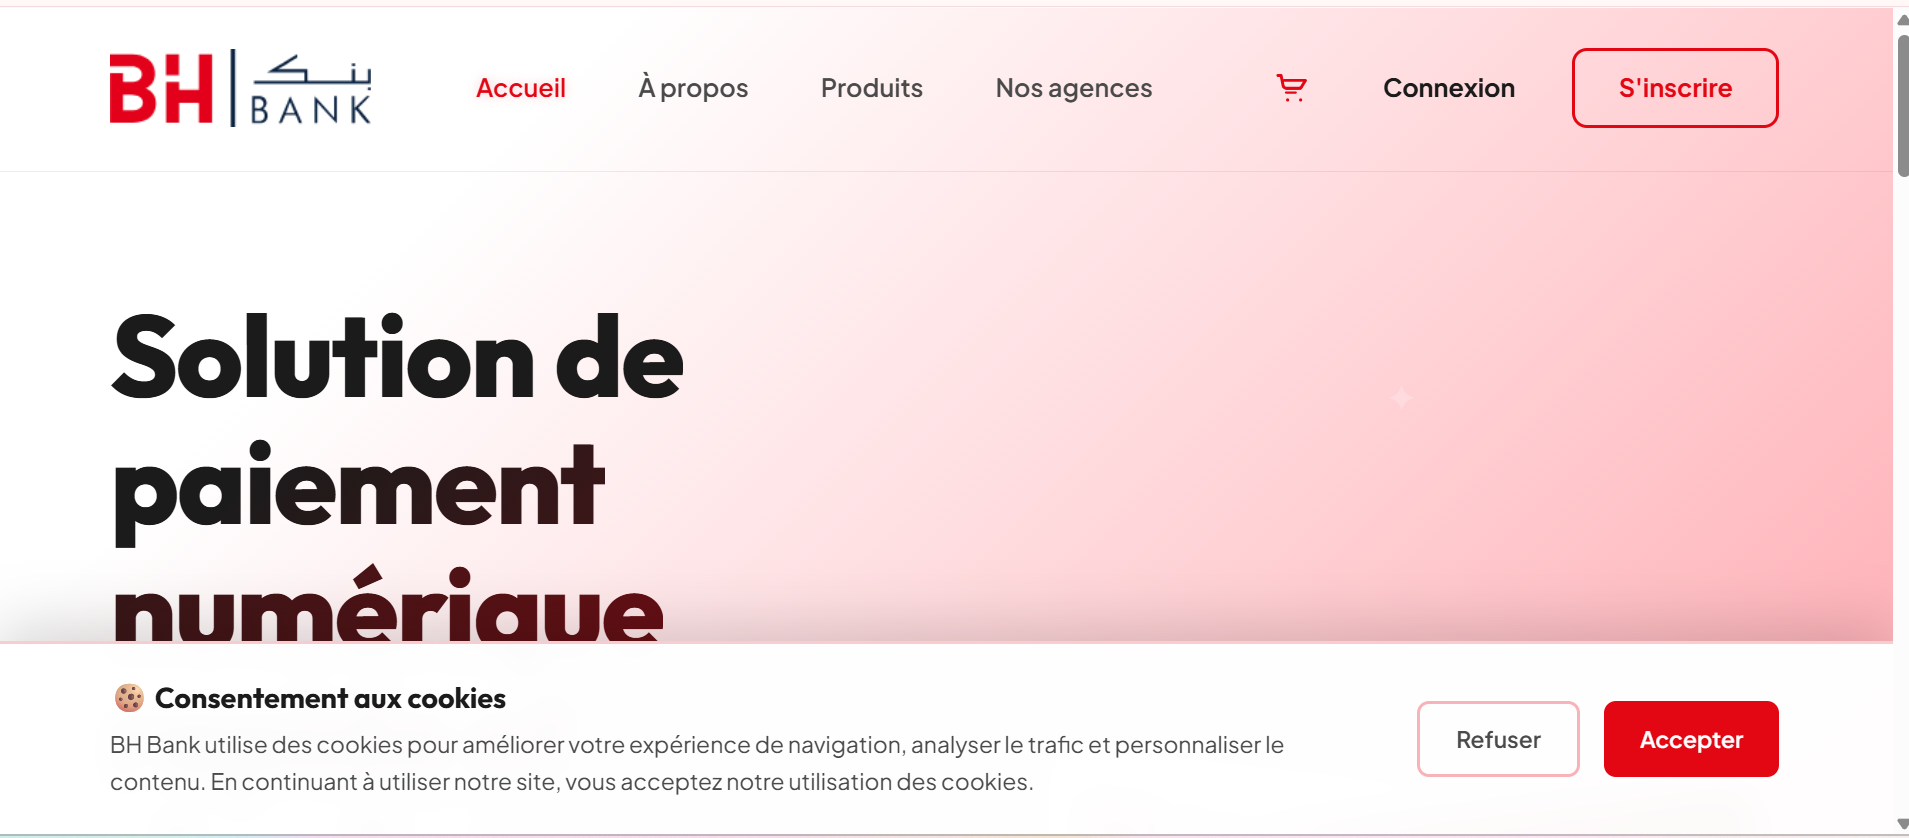 BH
بنك
BANK
Accueil
À propos
Produits
Nos agences
Connexion
S'inscrire
Solution de
paiement
numérique
Consentement aux cookies
BH Bank utilise des cookies pour améliorer votre expérience de navigation, analyser le trafic et personnaliser le
contenu. En continuant à utiliser notre site, vous acceptez notre utilisation des cookies.
Refuser
Accepter